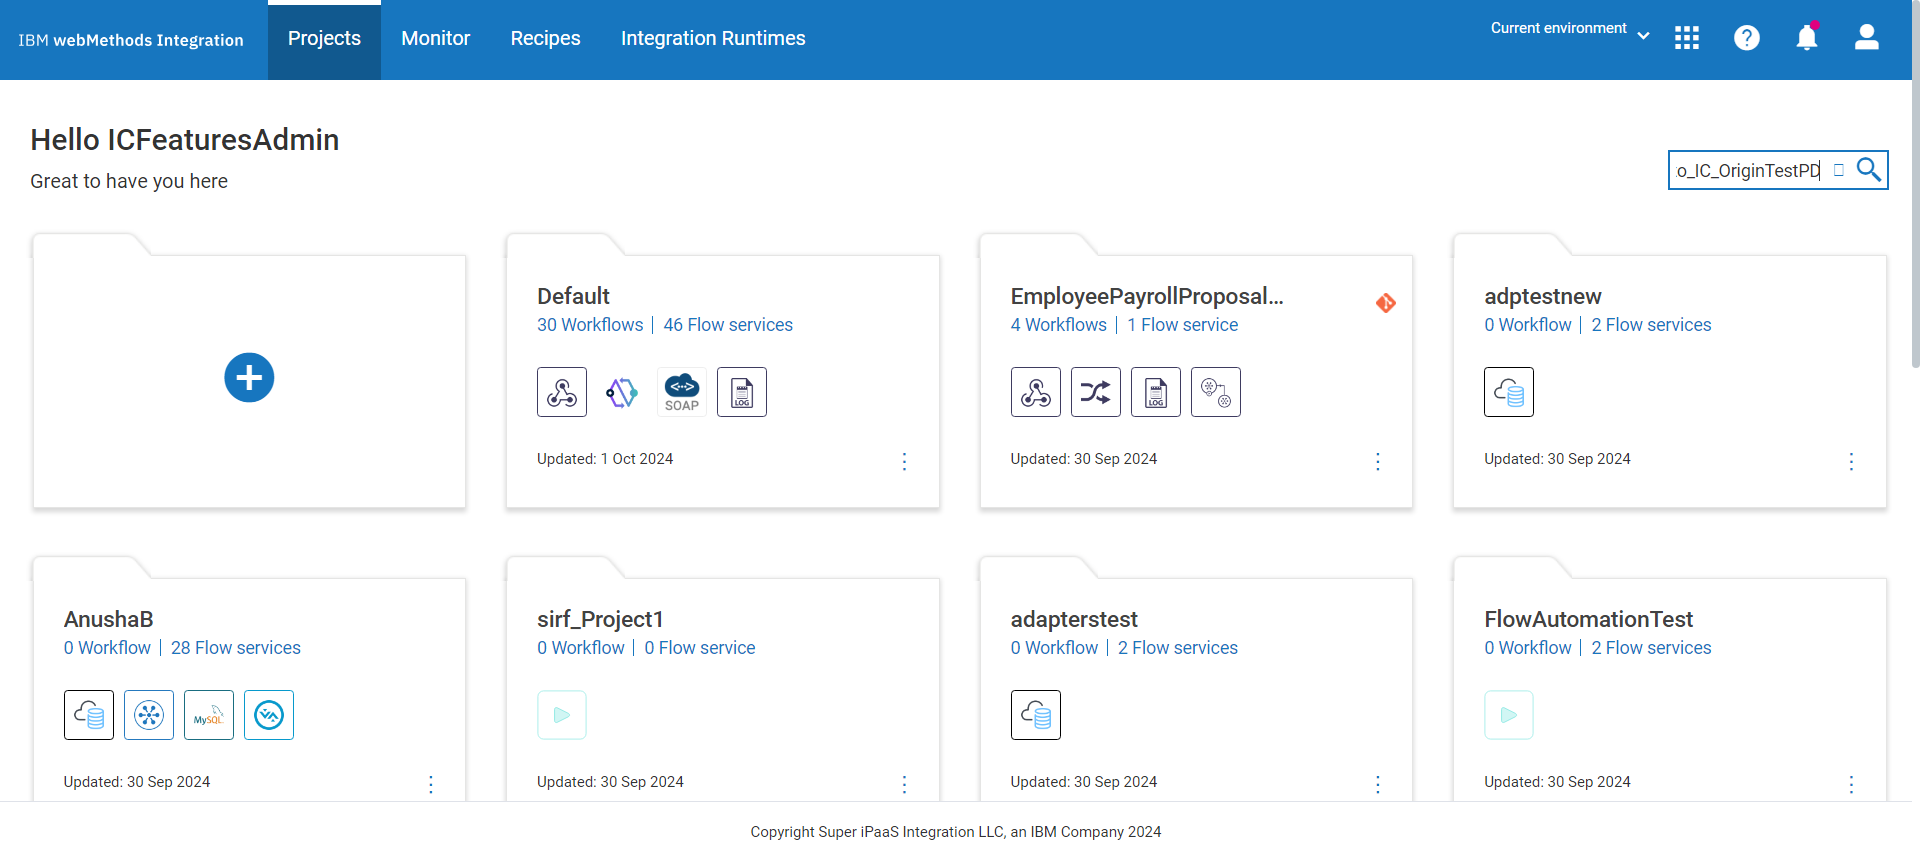 IBM webMethods Integration
Projects
Monitor
Recipes
Integration Runtimes
Current environment
Hello ICFeaturesAdmin
Great to have you here
o_IC_OriginTestPD
Default
30 Workflows | 46 Flow services
SOAP
LOG
Updated: 1 Oct 2024
EmployeePayrollProposal...
4 Workflows | 1 Flow service
LOG
Updated: 30 Sep 2024
adptestnew
0 Workflow | 2 Flow services
Updated: 30 Sep 2024
AnushaB
0 Workflow | 28 Flow services
MySQL
Updated: 30 Sep 2024
sirf_Project1
0 Workflow | 0 Flow service
Updated: 30 Sep 2024
adapterstest
0 Workflow | 2 Flow services
Updated: 30 Sep 2024
FlowAutomationTest
0 Workflow | 2 Flow services
Updated: 30 Sep 2024
Copyright Super iPaaS Integration LLC, an IBM Company 2024